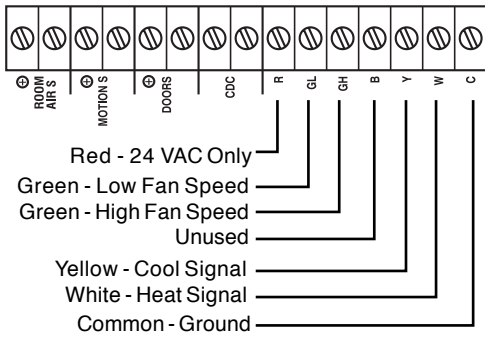 ⊕ ROOM AIR S
⊕ MOTION S
⊕ DOORS
CDC
R
GL
GH
B
Y
W
C
Red - 24 VAC Only
Green - Low Fan Speed
Green - High Fan Speed
Unused
Yellow - Cool Signal
White - Heat Signal
Common - Ground